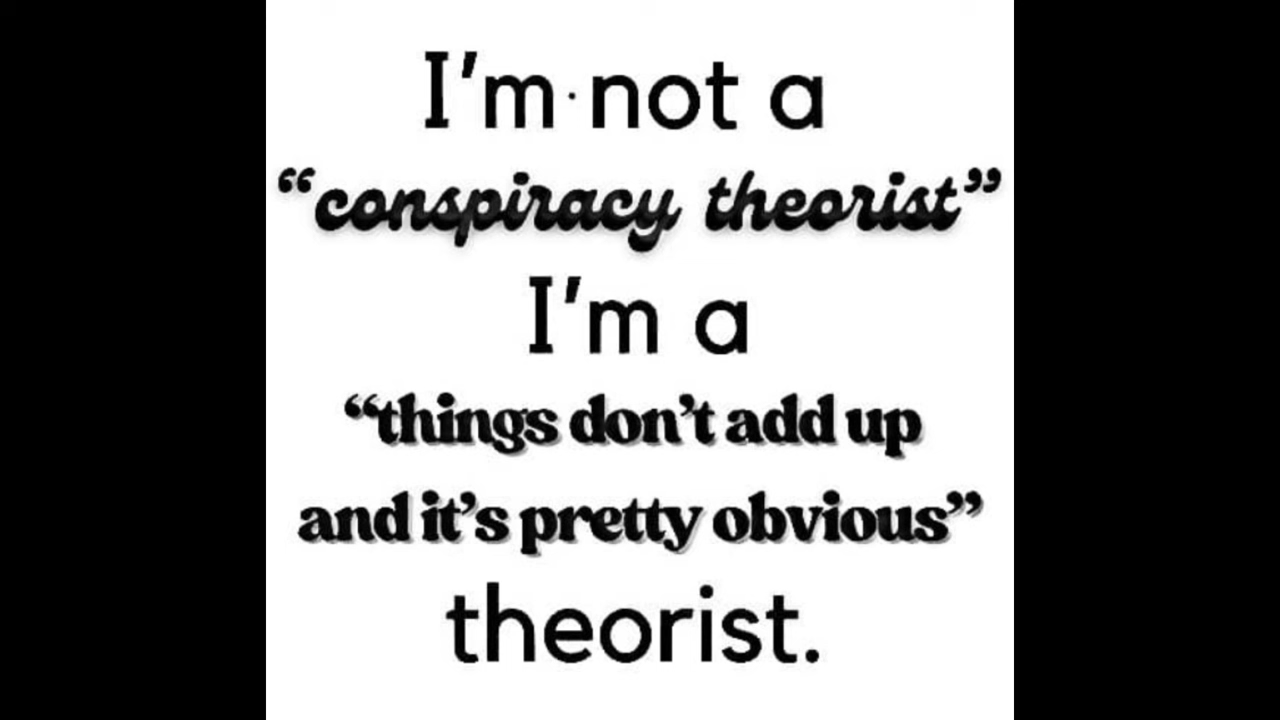 I'm not a
“conspiracy theorist”
I'm a
“things don’t add up
and it’s pretty obvious”
theorist.